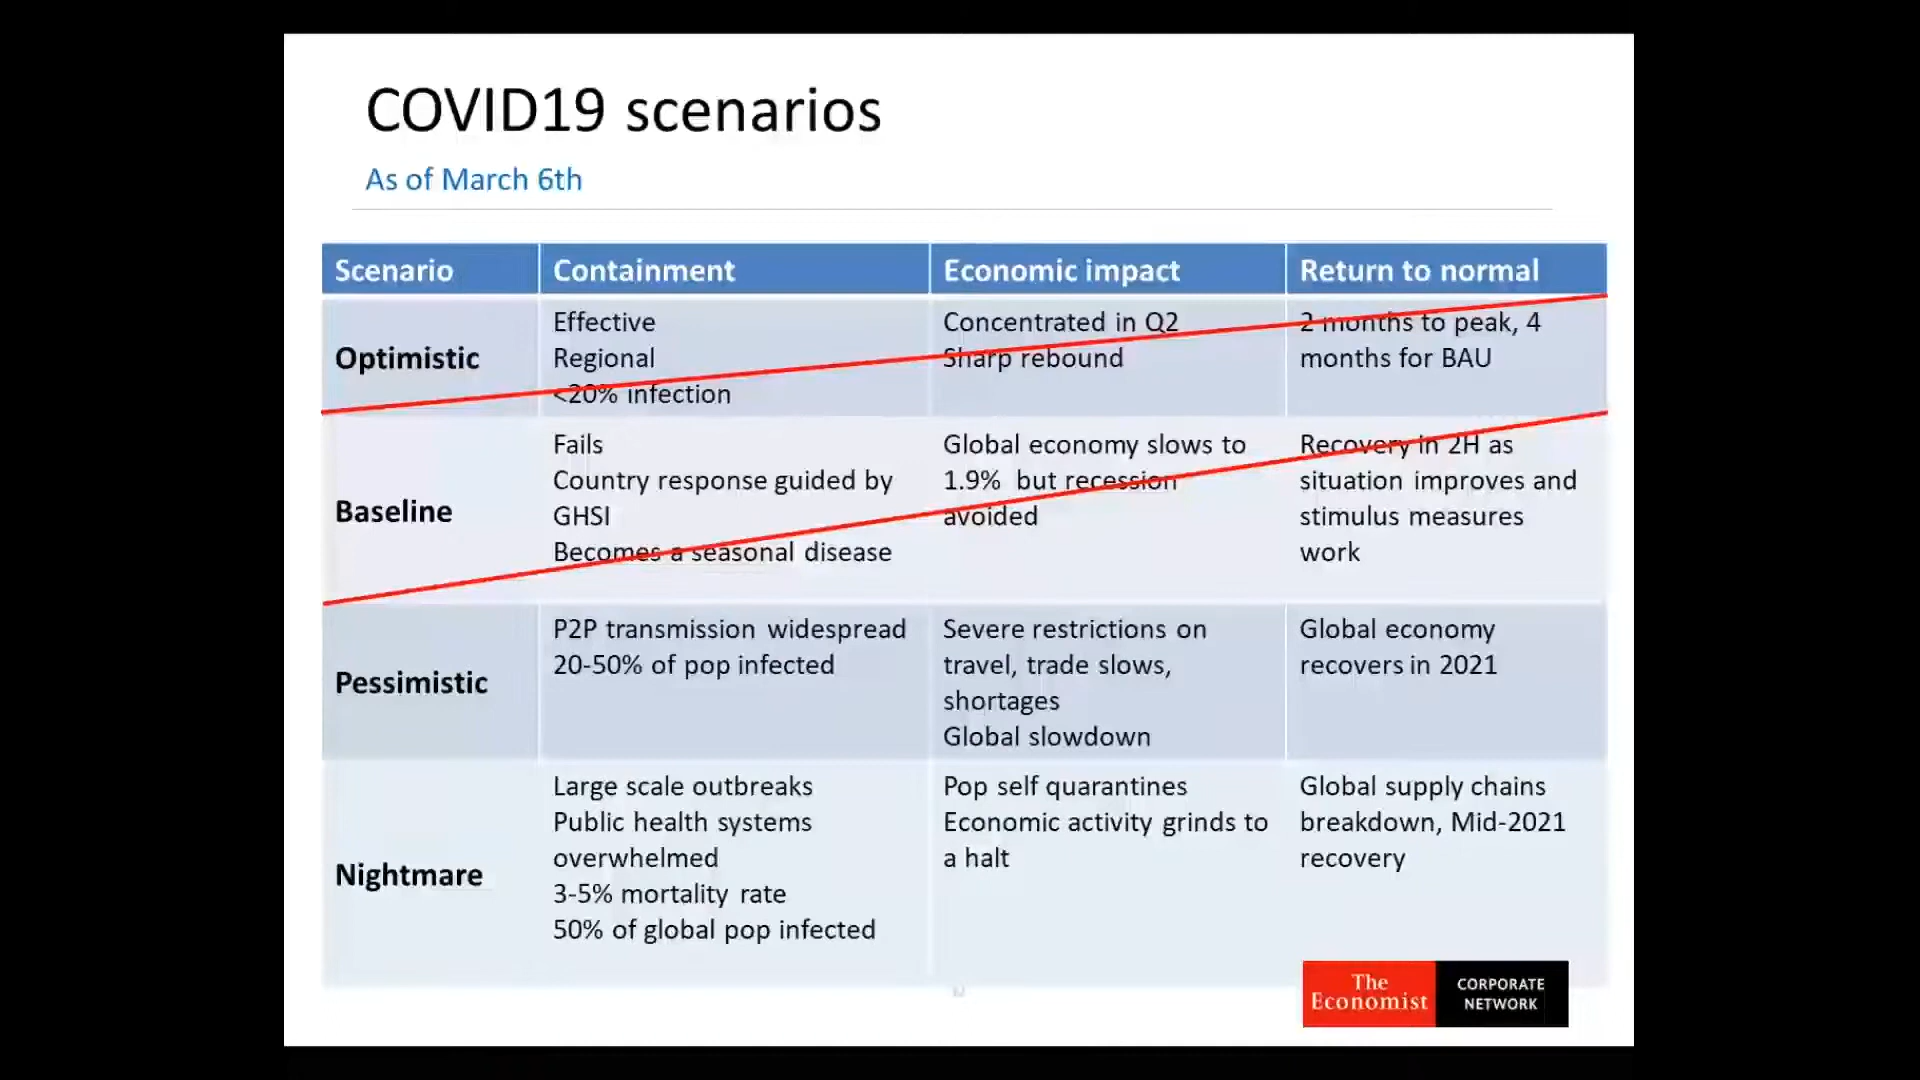 COVID19 scenarios
As of March 6th
Scenario
Containment
Economic impact
Return to normal
Optimistic
Effective
Regional
<20% infection
Concentrated in Q2
Sharp rebound
2 months to peak, 4
months for BAU
Baseline
Fails
Country response guided by
GHSI
Becomes a seasonal disease
Global economy slows to
1.9% but recession
avoided
Recovery in 2H as
situation improves and
stimulus measures
work
Pessimistic
P2P transmission widespread
20-50% of pop infected
Severe restrictions on
travel, trade slows,
shortages
Global slowdown
Global economy
recovers in 2021
Nightmare
Large scale outbreaks
Public health systems
overwhelmed
3-5% mortality rate
50% of global pop infected
Pop self quarantines
Economic activity grinds to
a halt
Global supply chains
breakdown, Mid-2021
recovery
The
Economist
CORPORATE
NETWORK